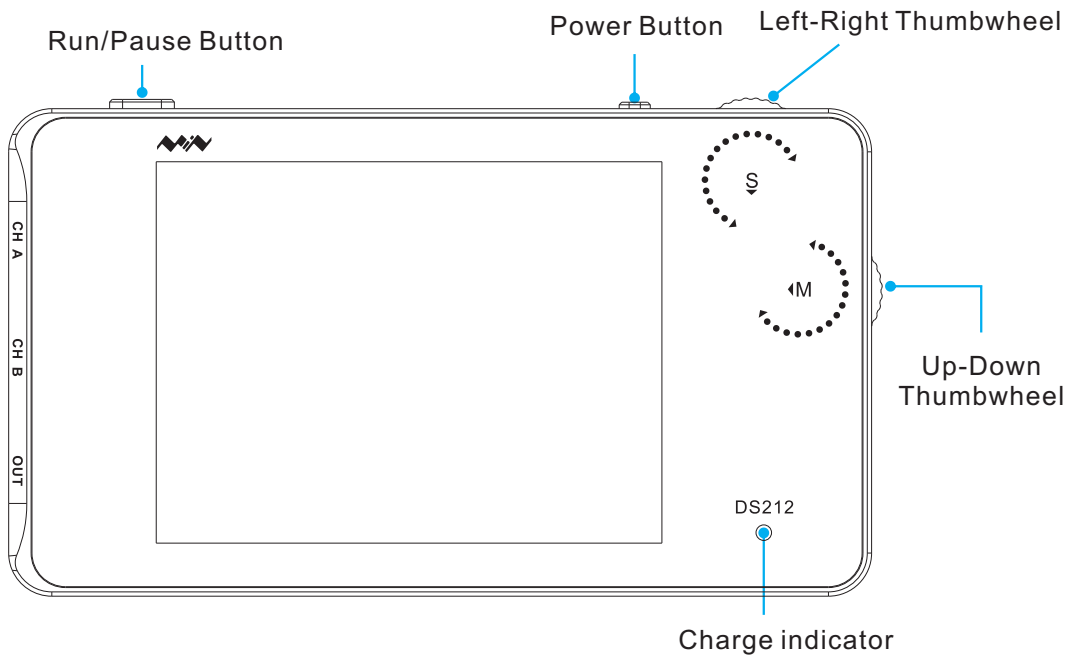 Run/Pause Button
Power Button
Left-Right Thumbwheel
S
M
CH A
CH B
OUT
Up-Down
Thumbwheel
DS212
Charge indicator